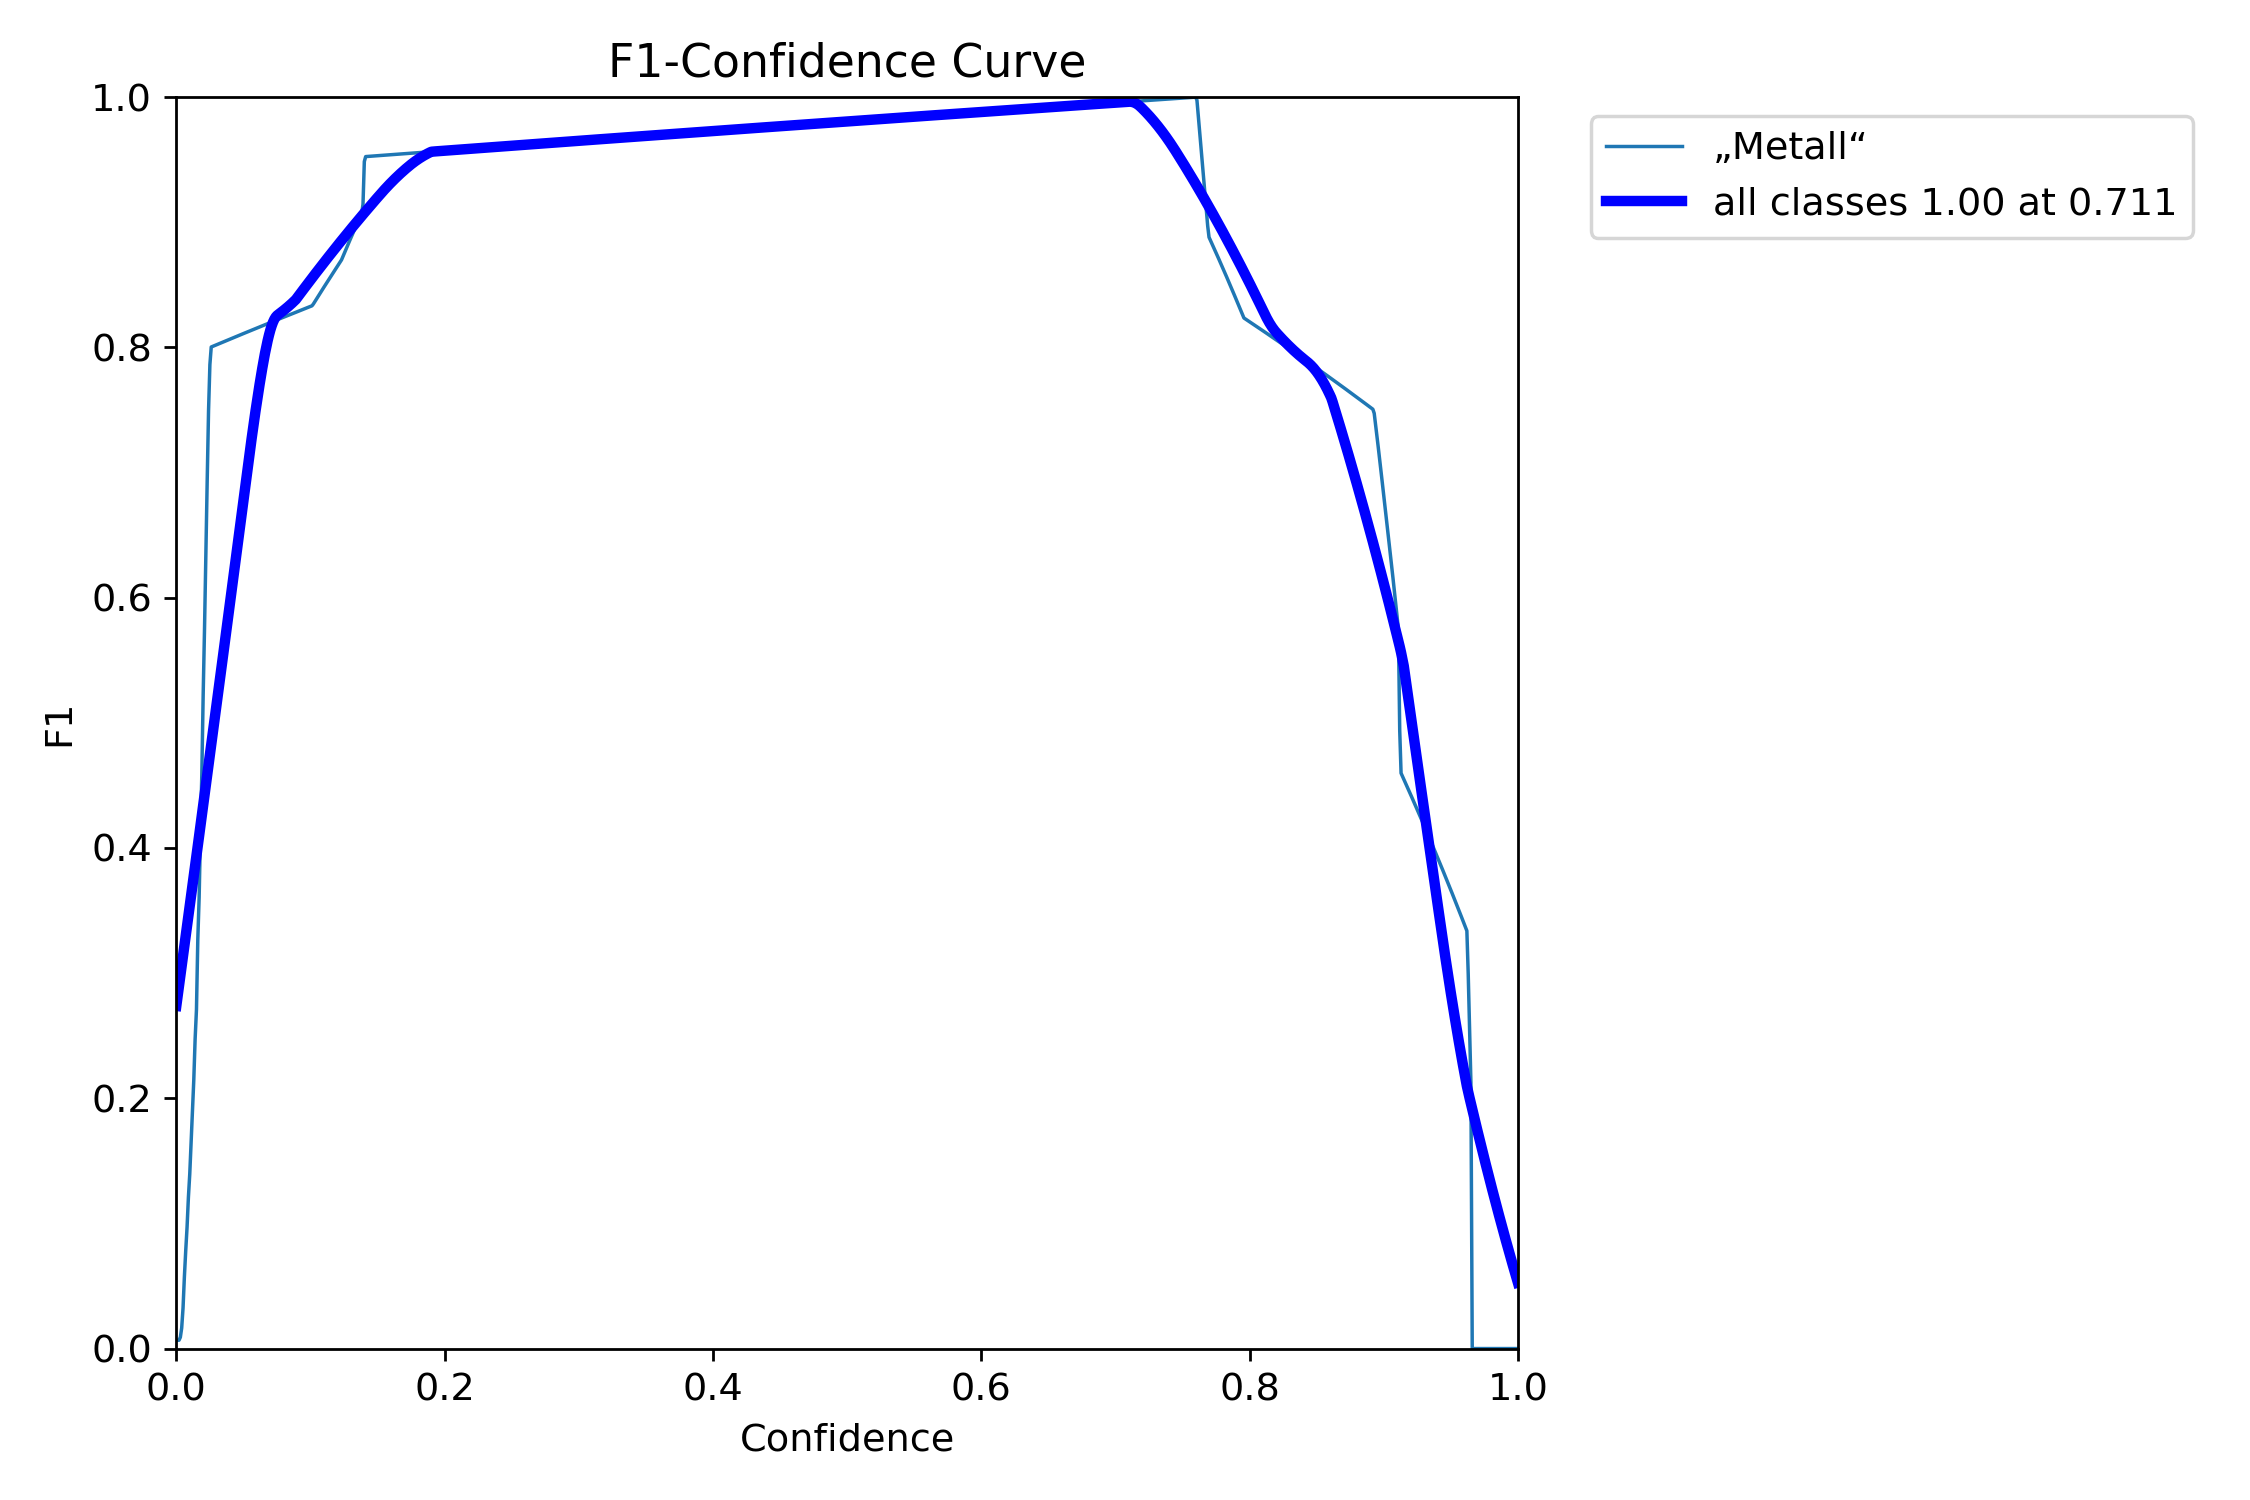 F1-Confidence Curve
1.0
0.8
0.6
0.4
0.2
0.0
F1
0.0 0.2 0.4 0.6 0.8 1.0
Confidence
„Metall“
all classes 1.00 at 0.711